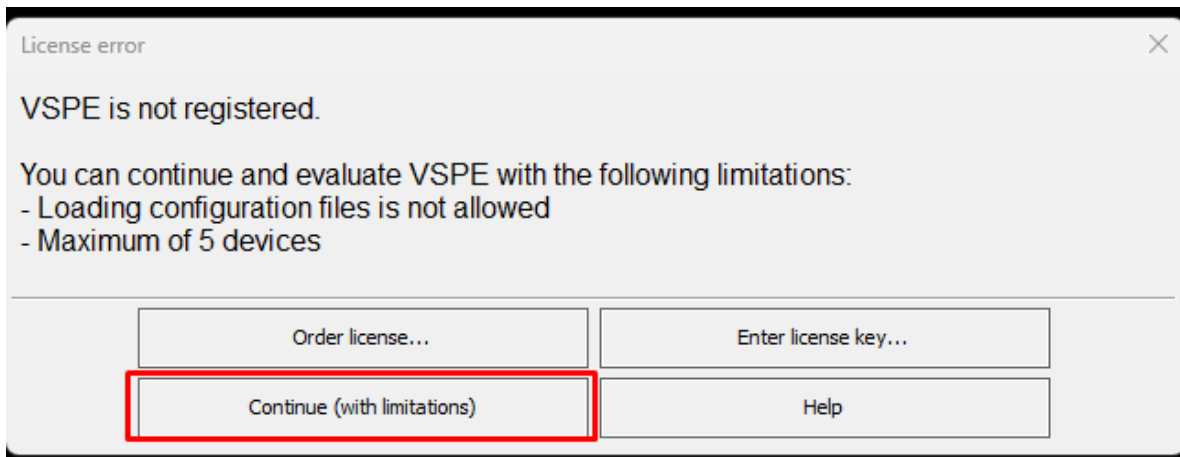 License error
VSPE is not registered.
You can continue and evaluate VSPE with the following limitations:
- Loading configuration files is not allowed
- Maximum of 5 devices
Order license...
Enter license key...
Continue (with limitations)
Help